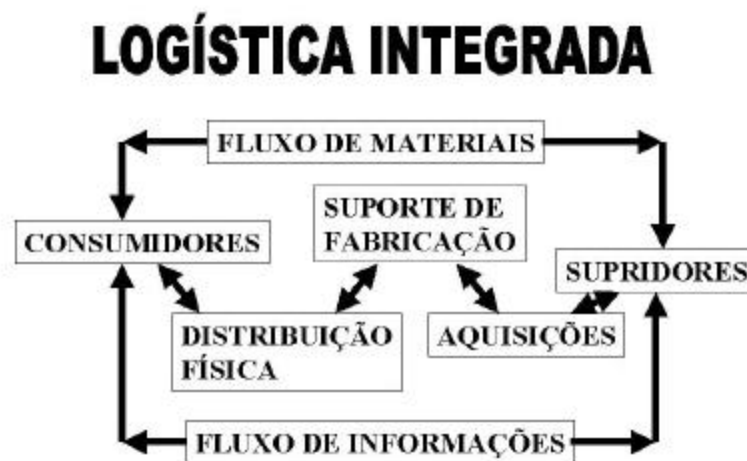 LOGÍSTICA INTEGRADA
FLUXO DE MATERIAIS
SUPORTE DE
FABRICAÇÃO
CONSUMIDORES
SUPRIDORES
DISTRIBUIÇÃO
FÍSICA
AQUISIÇÕES
FLUXO DE INFORMAÇÕES